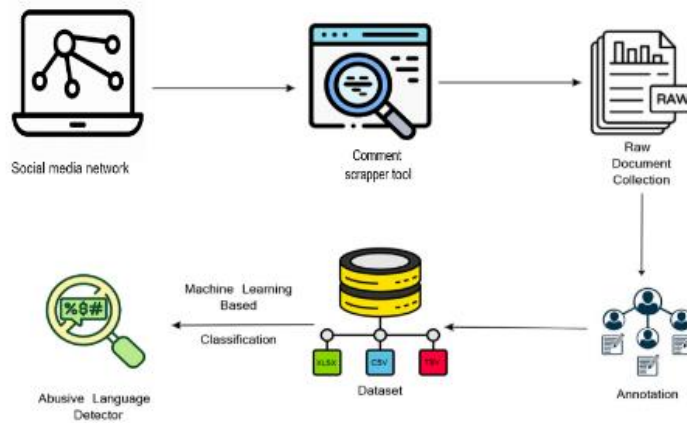 RAW
Social media network
Comment
scrapper tool
Raw
Document
Collection
%$#
Machine Learning
Based
Classification
XLSX
CSV
TSV
Dataset
Annotation
Abusive Language
Detector